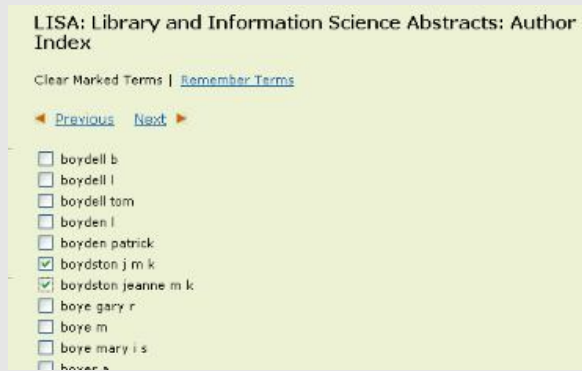 LISA: Library and Information Science Abstracts: Author
Index
Clear Marked Terms | Remember Terms
Previous Next
boydell b
boydell l
boydell tom
boyden l
boyden patrick
boydston j m k
boydston jeanne m k
boye gary r
boye m
boye mary i s
boyer a